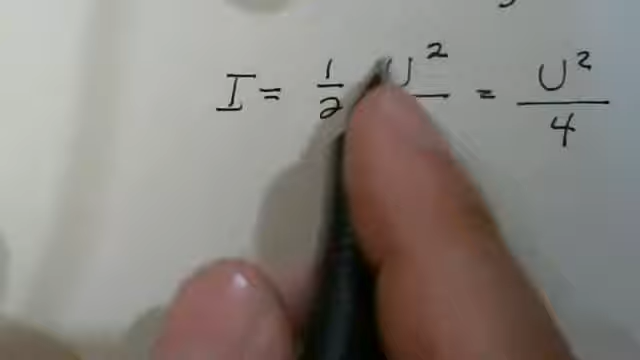 I = 1/2 U² / = U²/4